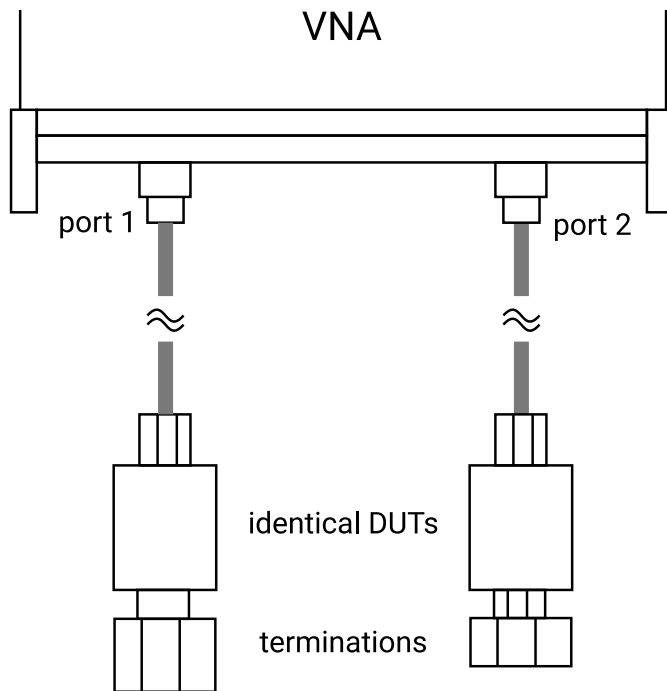 VNA
port 1
port 2
identical DUTs
terminations